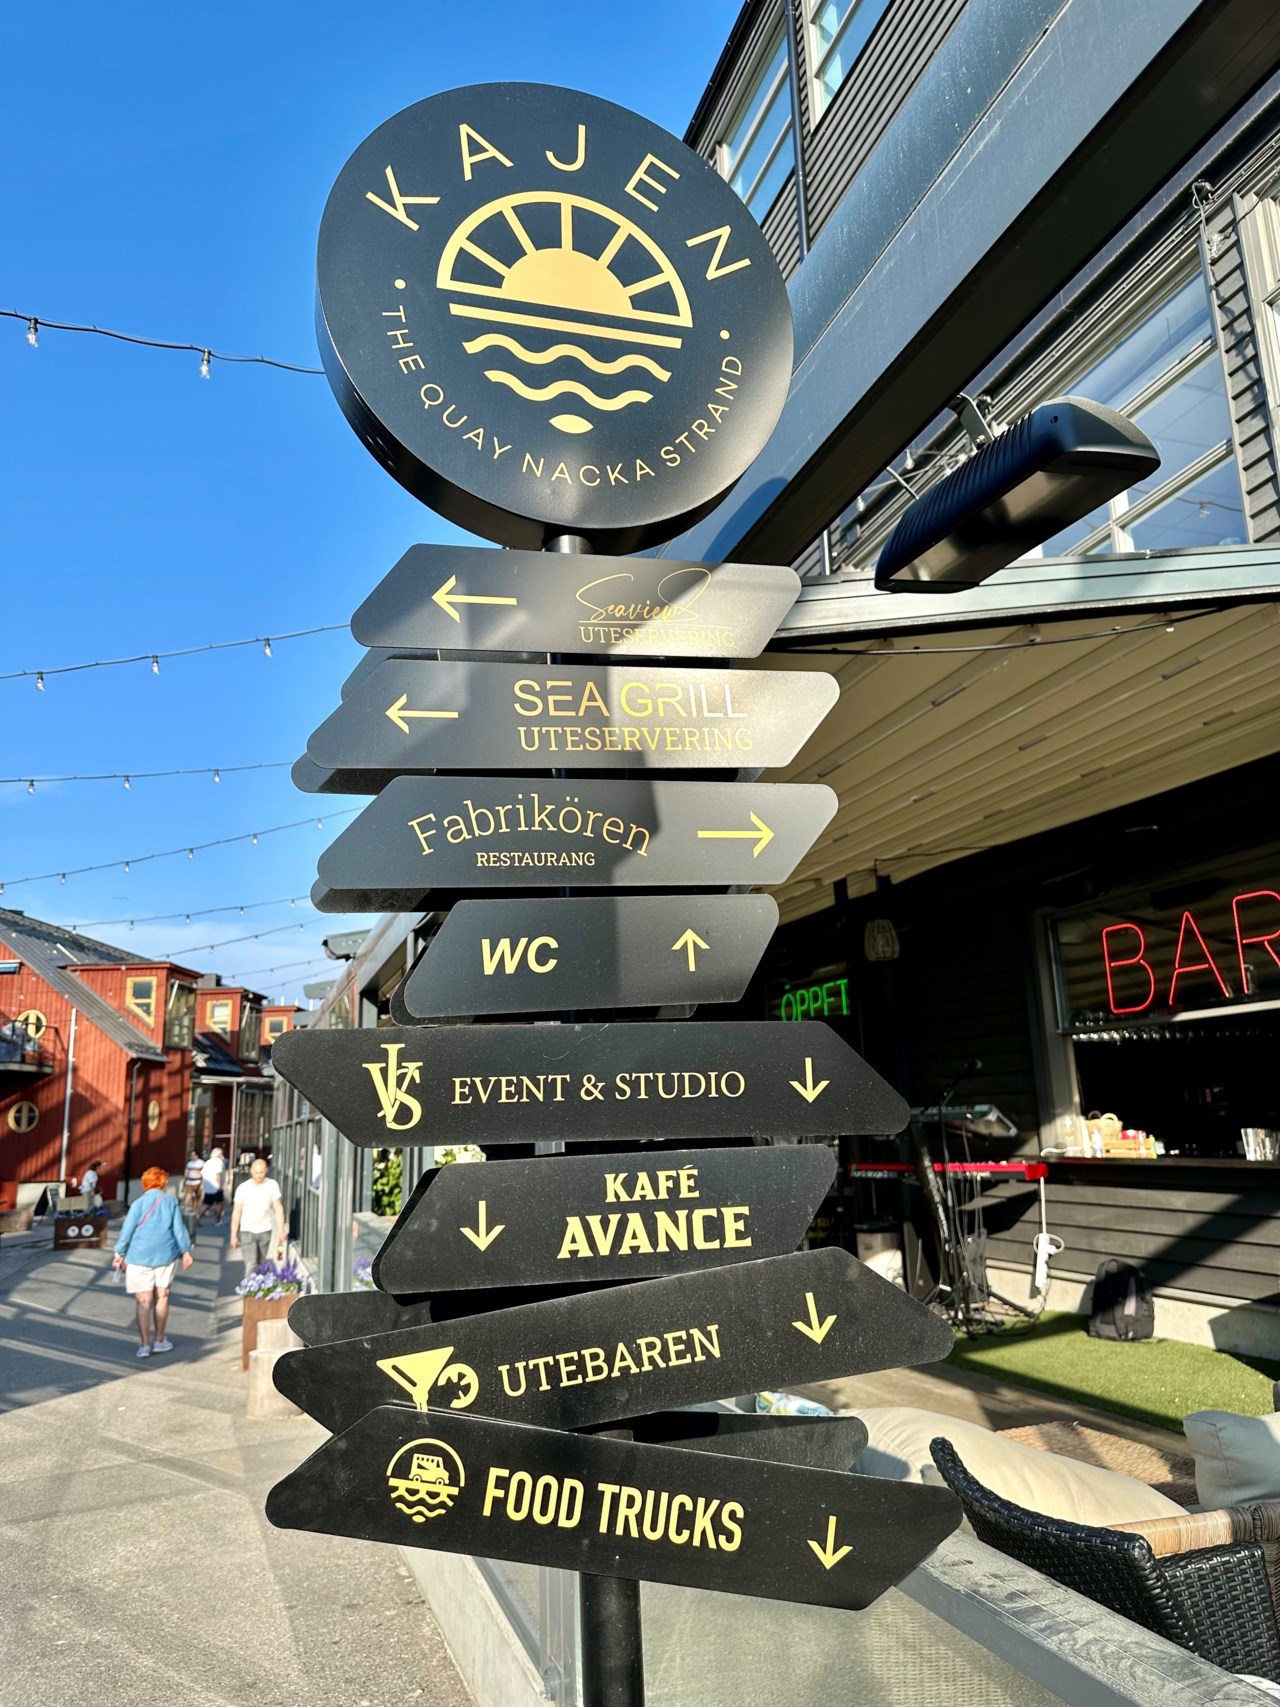 KAJEN
• THE QUAY NACKA STRAND •
← Seaview
UTESERVERING
← SEA GRILL
UTESERVERING
Fabrikören →
RESTAURANG
WC ↑
VJS EVENT & STUDIO ↓
↓ KAFÉ
AVANCE
UTEBAREN ↓
FOOD TRUCKS ↓
ÖPPET
BAR